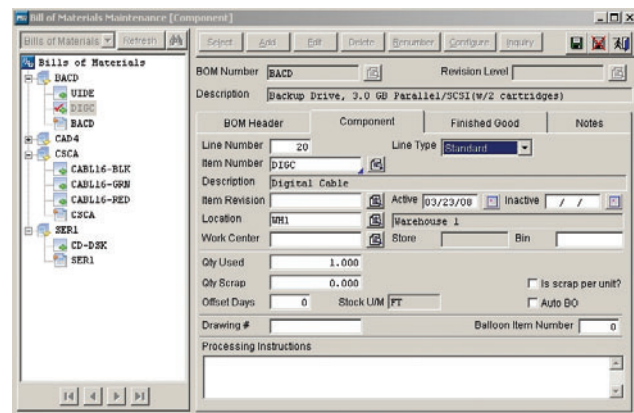 Bill of Materials Maintenance [Component]
Bills of Materials Refresh
Select Add Edit Delete Renumber Configure Inquiry
Bills of Materials
BACD
UIDE
DIGC
BACD
CAD4
CSCA
CABL16-BLK
CABL16-GRN
CABL16-RED
CSCA
SER1
CD-DSK
SER1
BOM Number BACD Revision Level
Description Backup Drive, 3.0 GB Parallel/SCSI(w/2 cartridges)
BOM Header Component Finished Good Notes
Line Number 20 Line Type Standard
Item Number DIGC
Description Digital Cable
Item Revision Active 03/23/08 Inactive / /
Location WH1 Warehouse 1
Work Center Store Bin
Qty Used 1.000
Qty Scrap 0.000 Is scrap per unit?
Offset Days 0 Stock U/M FT Auto BO
Drawing # Balloon Item Number 0
Processing Instructions